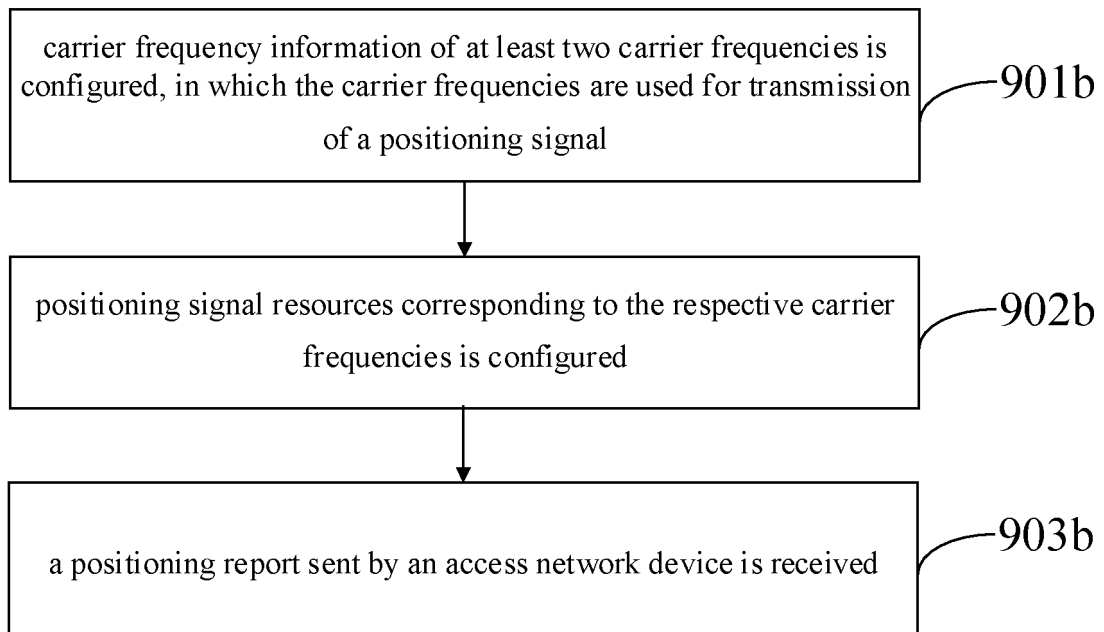 carrier frequency information of at least two carrier frequencies is
configured, in which the carrier frequencies are used for transmission
of a positioning signal
901b
positioning signal resources corresponding to the respective carrier
frequencies is configured
902b
a positioning report sent by an access network device is received
903b